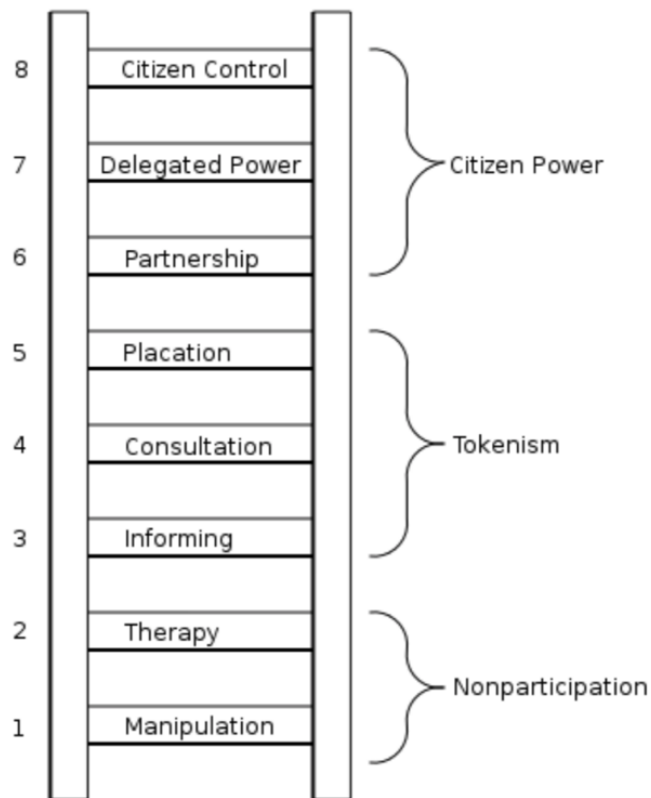 8 Citizen Control
7 Delegated Power Citizen Power
6 Partnership
5 Placation
4 Consultation Tokenism
3 Informing
2 Therapy
Nonparticipation
1 Manipulation